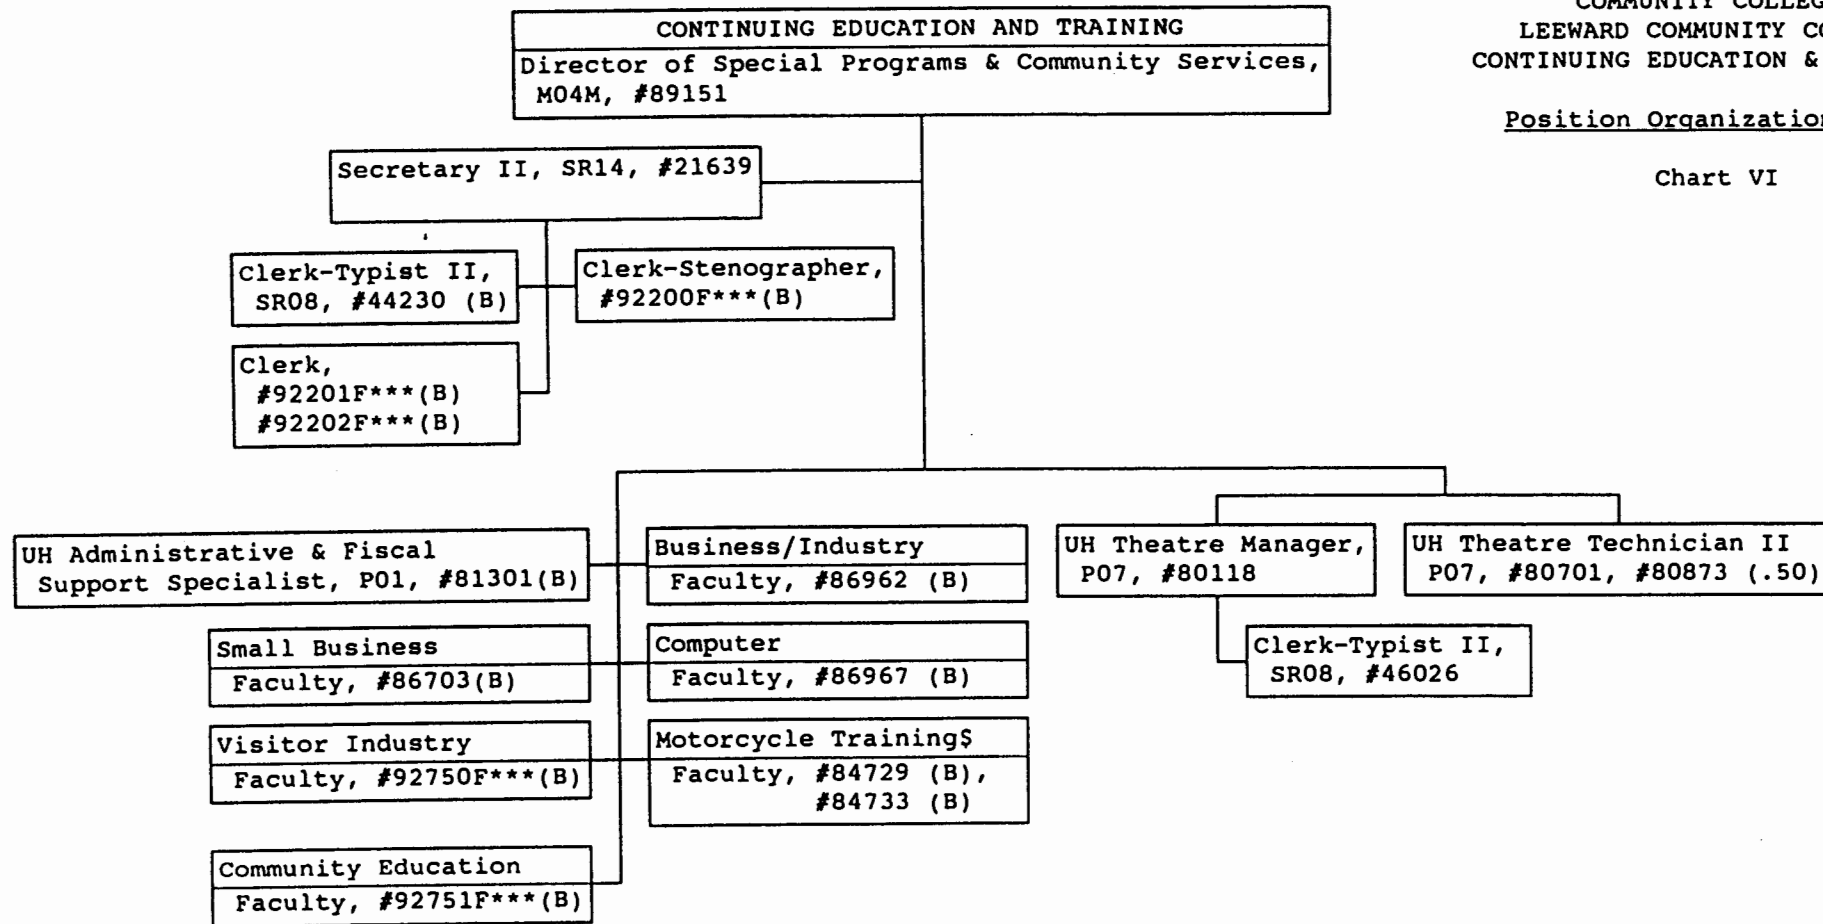 COMMUNITY COLLEG
LEEWARD COMMUNITY CO
CONTINUING EDUCATION &
Position Organization
Chart VI
CONTINUING EDUCATION AND TRAINING
Director of Special Programs & Community Services,
M04M, #89151
Secretary II, SR14, #21639
Clerk-Typist II,
SR08, #44230 (B)
Clerk-Stenographer,
#92200F***(B)
Clerk,
#92201F***(B)
#92202F***(B)
UH Administrative & Fiscal
Support Specialist, P01, #81301(B)
Business/Industry
Faculty, #86962 (B)
UH Theatre Manager,
P07, #80118
UH Theatre Technician II
P07, #80701, #80873 (.50)
Small Business
Faculty, #86703(B)
Computer
Faculty, #86967 (B)
Clerk-Typist II,
SR08, #46026
Visitor Industry
Faculty, #92750F***(B)
Motorcycle Training$
Faculty, #84729 (B),
#84733 (B)
Community Education
Faculty, #92751F***(B)